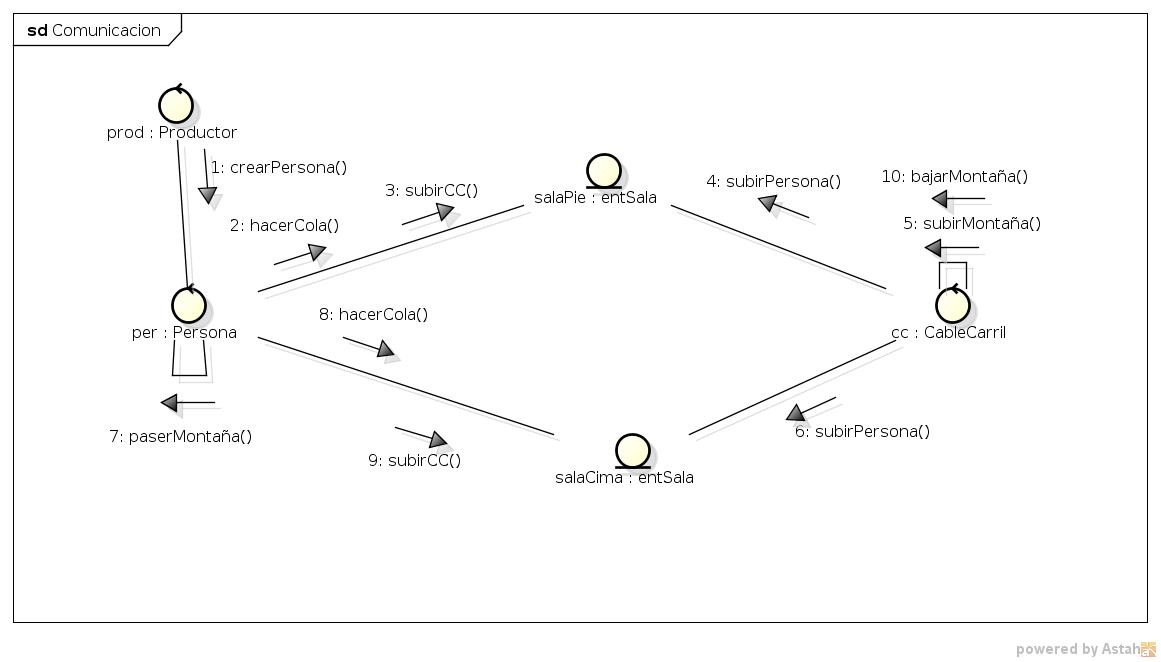 sd Comunicacion
prod : Productor
1: crearPersona()
2: hacerCola()
3: subirCC()
salaPie : entSala
4: subirPersona()
10: bajarMontaña()
5: subirMontaña()
per : Persona
8: hacerCola()
cc : CableCarril
7: paserMontaña()
9: subirCC()
6: subirPersona()
salaCima : entSala
powered by Astah